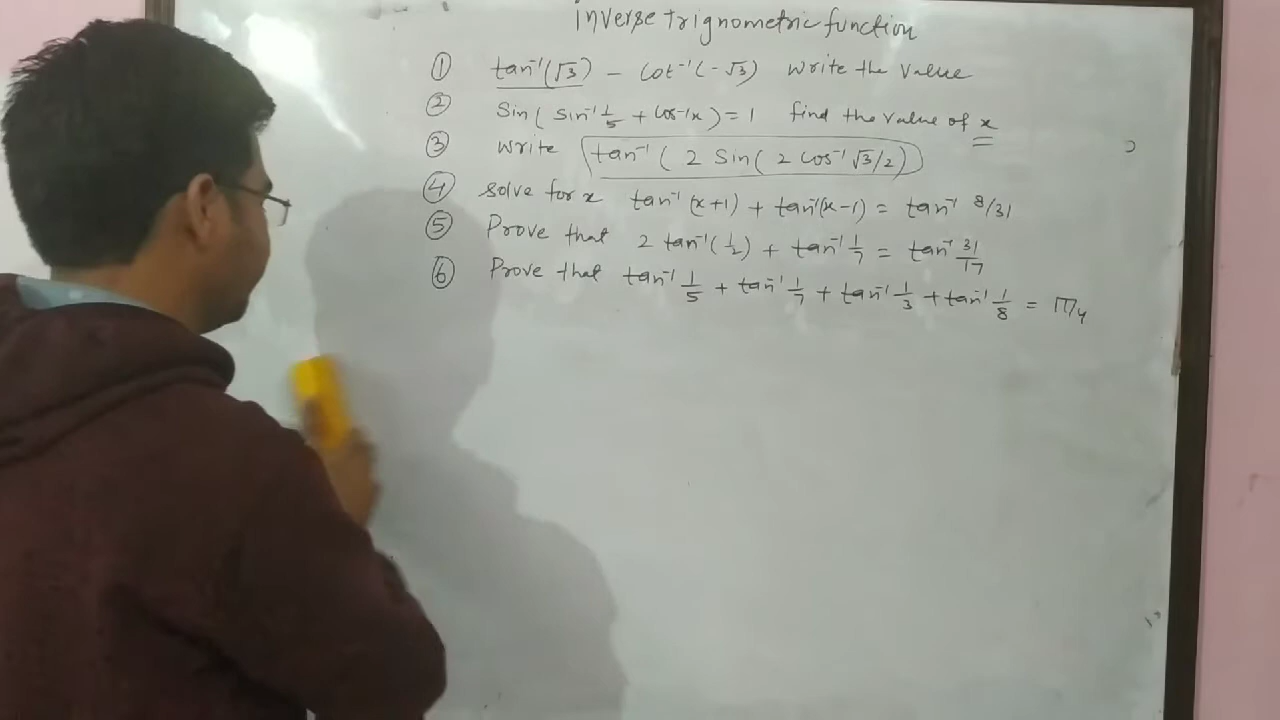 inverse trignometric function
① tan⁻¹(√3) - Cot⁻¹(-√3) write the value
② Sin( Sin⁻¹ 1/5 + Cos⁻¹x) = 1 find the value of x
③ write tan⁻¹( 2 Sin( 2 Cos⁻¹ √3/2))
④ solve for x tan⁻¹(x+1) + tan⁻¹(x-1) = tan⁻¹ 8/31
⑤ Prove that 2 tan⁻¹(1/2) + tan⁻¹ 1/7 = tan⁻¹ 31/17
⑥ Prove that tan⁻¹ 1/5 + tan⁻¹ 1/7 + tan⁻¹ 1/3 + tan⁻¹ 1/8 = π/4